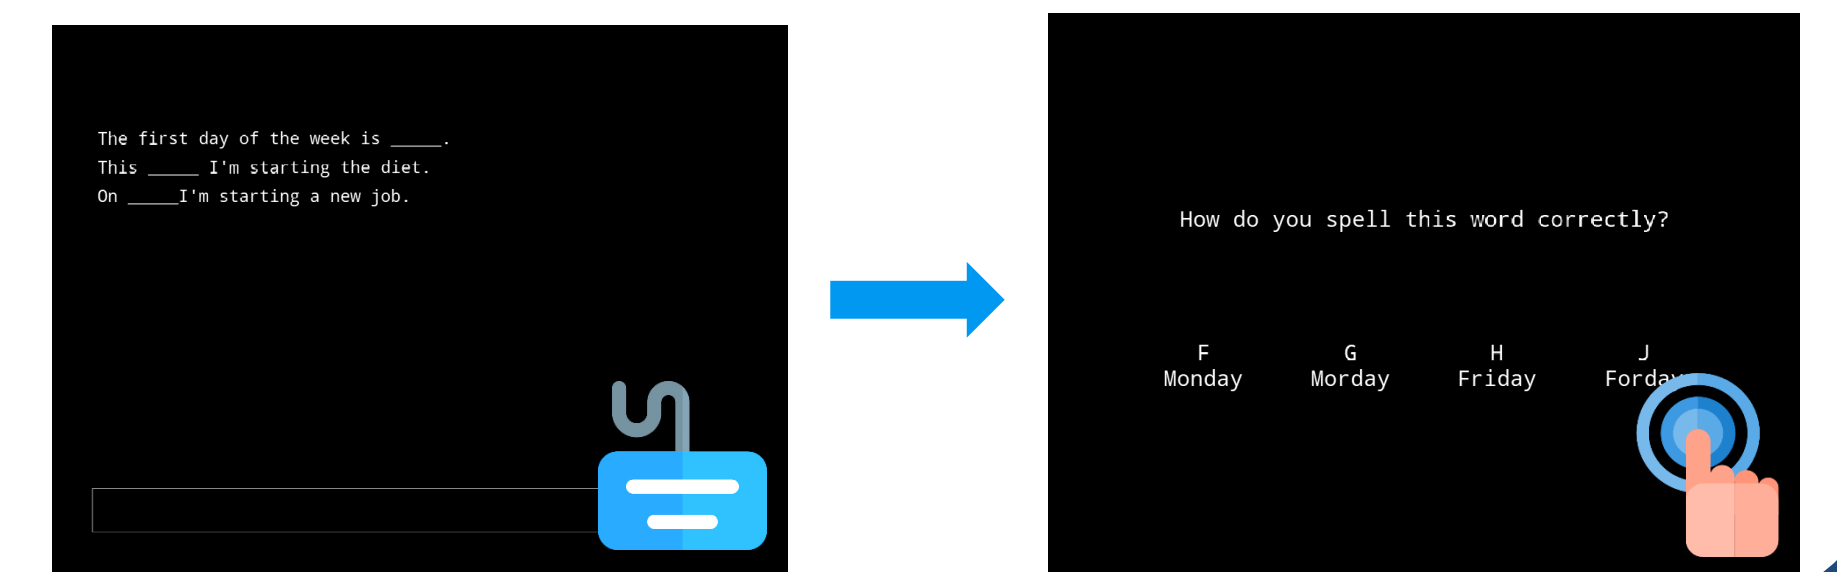 The first day of the week is _____.
This _____ I'm starting the diet.
On _____I'm starting a new job.
How do you spell this word correctly?
F G H J
Monday Morday Friday Forday